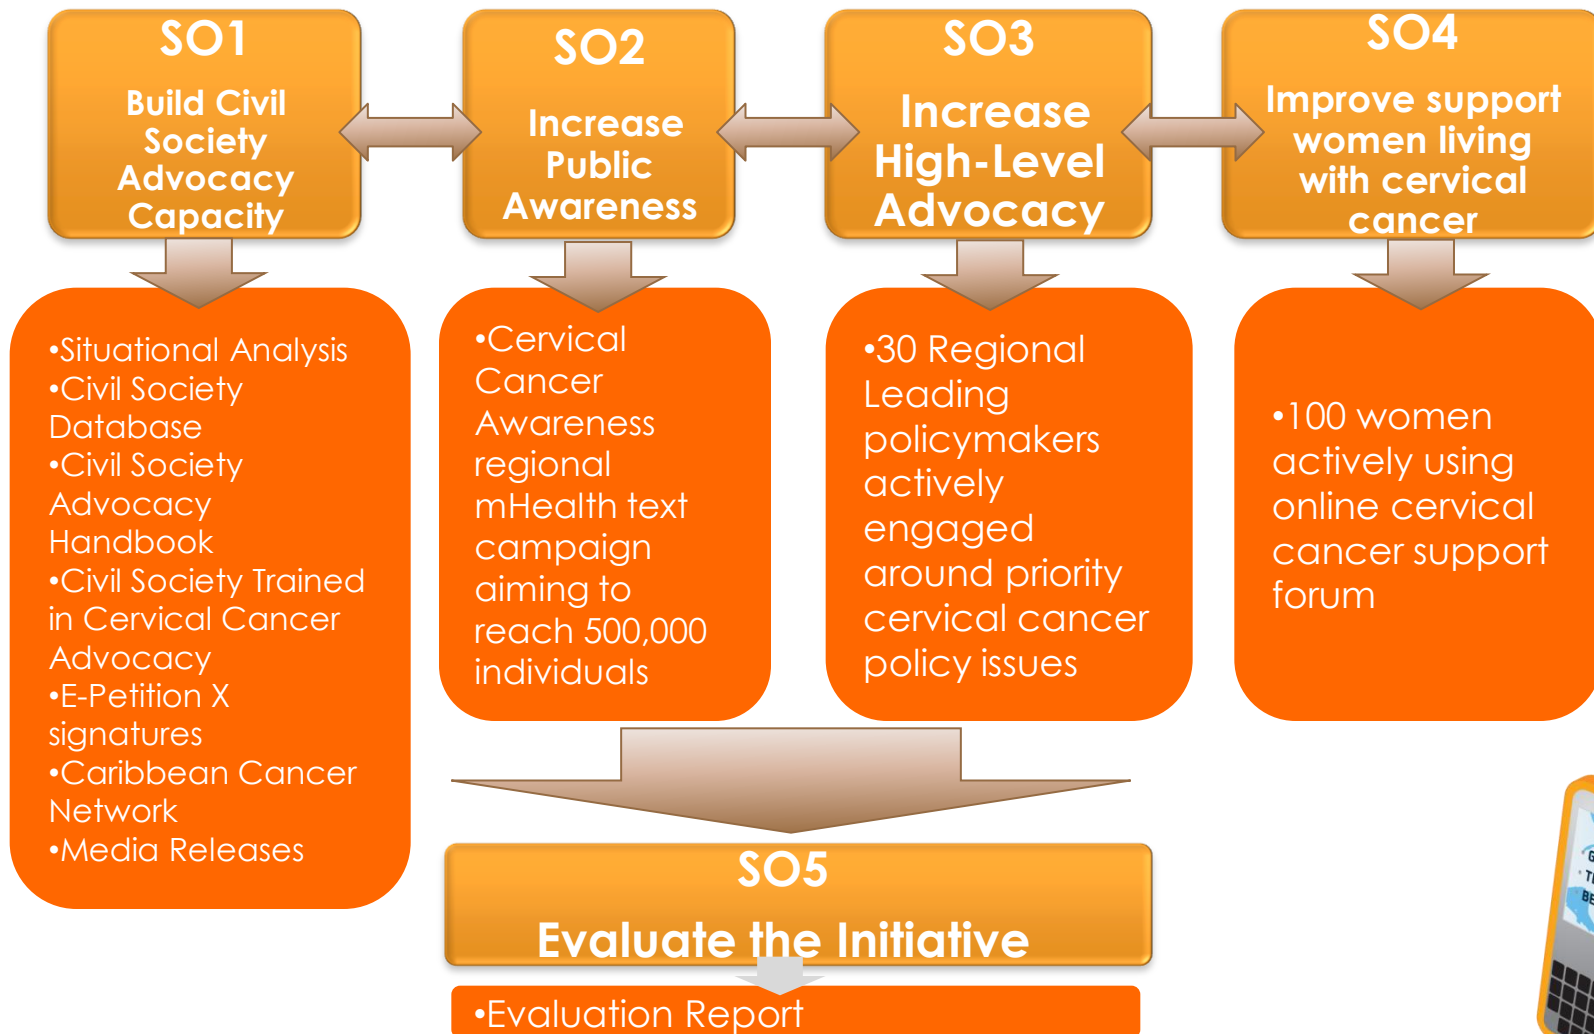 SO1
Build Civil
Society
Advocacy
Capacity
SO2
Increase
Public
Awareness
SO3
Increase
High-Level
Advocacy
SO4
Improve support
women living
with cervical
cancer
•Situational Analysis
•Civil Society
Database
•Civil Society
Advocacy
Handbook
•Civil Society Trained
in Cervical Cancer
Advocacy
•E-Petition X
signatures
•Caribbean Cancer
Network
•Media Releases
•Cervical
Cancer
Awareness
regional
mHealth text
campaign
aiming to
reach 500,000
individuals
•30 Regional
Leading
policymakers
actively
engaged
around priority
cervical cancer
policy issues
•100 women
actively using
online cervical
cancer support
forum
SO5
Evaluate the Initiative
•Evaluation Report